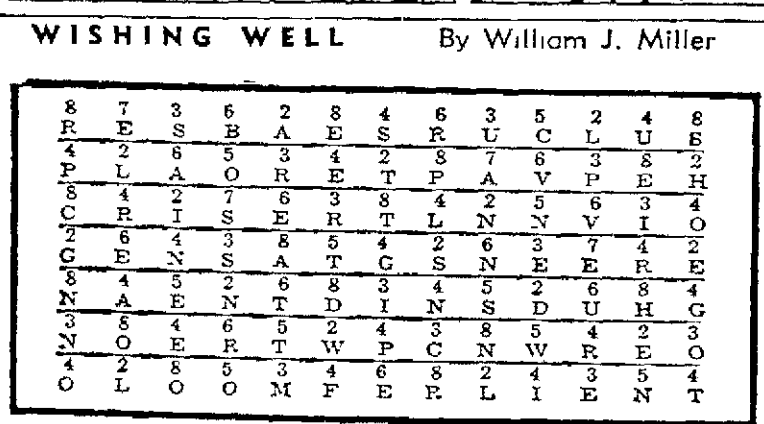 WISHING WELL By William J. Miller
8 7 3 6 2 8 4 6 3 5 2 4 8
R E S B A E S R U C L U S
4 2 6 5 3 4 2 8 7 6 3 8 2
P L A O R E T P A V P E H
8 4 2 7 6 3 8 4 2 5 6 3 4
C R I S E R T L N N V I O
2 6 4 3 8 5 4 2 6 3 7 4 2
G E N S A T G S N E E R E
8 4 5 2 6 8 3 4 5 2 6 8 4
N A E N T D I N S D U H G
3 8 4 6 5 2 4 3 8 5 4 2 3
N O E R T W P C N W R E O
4 2 8 5 3 4 6 8 2 4 3 5 4
O L O O M F E R L I E N T